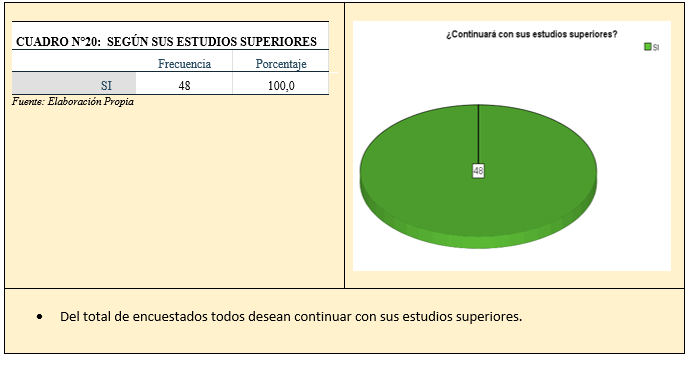 CUADRO N°20: SEGÚN SUS ESTUDIOS SUPERIORES
Frecuencia Porcentaje
SI 48 100,0
Fuente: Elaboración Propia
¿Continuará con sus estudios superiores?
SI
48
• Del total de encuestados todos desean continuar con sus estudios superiores.